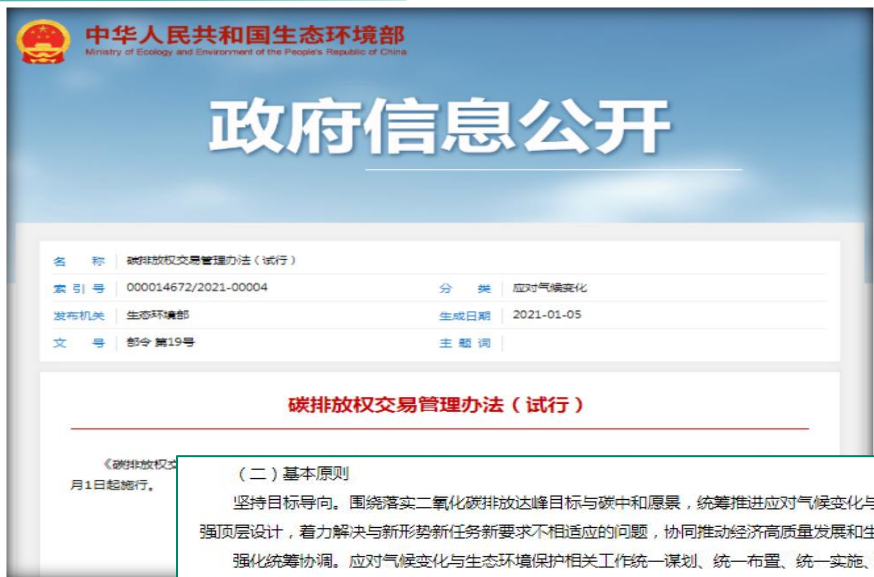 中华人民共和国生态环境部
Ministry of Ecology and Environment of the People's Republic of China
政府信息公开
名 称 碳排放权交易管理办法（试行）
索 引 号 000014672/2021-00004 分 类 应对气候变化
发布机关 生态环境部 生成日期 2021-01-05
文 号 部令 第19号 主 题 词
碳排放权交易管理办法（试行）
《碳排放权交
月1日起施行。
（二）基本原则
坚持目标导向。围绕落实二氧化碳排放达峰目标与碳中和愿景，统筹推进应对气候变化与
强顶层设计，着力解决与新形势新任务新要求不相适应的问题，协同推动经济高质量发展和生
强化统筹协调。应对气候变化与生态环境保护相关工作统一谋划、统一布置、统一实施、